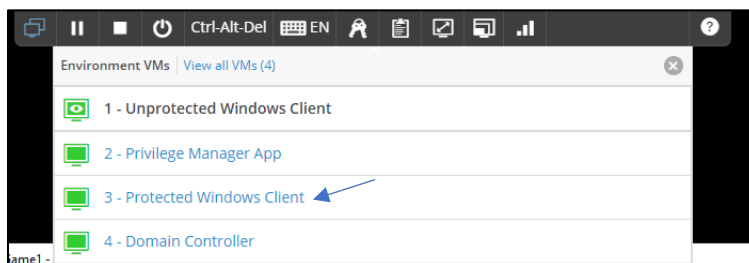 Ctrl-Alt-Del EN ?
Environment VMs View all VMs (4)
1 - Unprotected Windows Client
2 - Privilege Manager App
3 - Protected Windows Client
4 - Domain Controller